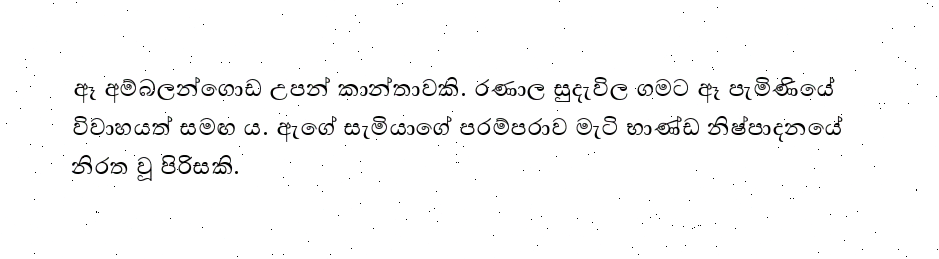 ඈ අම්බලන්ගොඩ උපන් කාන්තාවකි. රණාල සුදුවැවිල ගමට ඈ පැමිණියේ
විවාහයත් සමඟ ය. ඇගේ සැමියාගේ පරම්පරාව මැටි භාණ්ඩ නිෂ්පාදනයේ
නිරත වූ පිරිසකි.